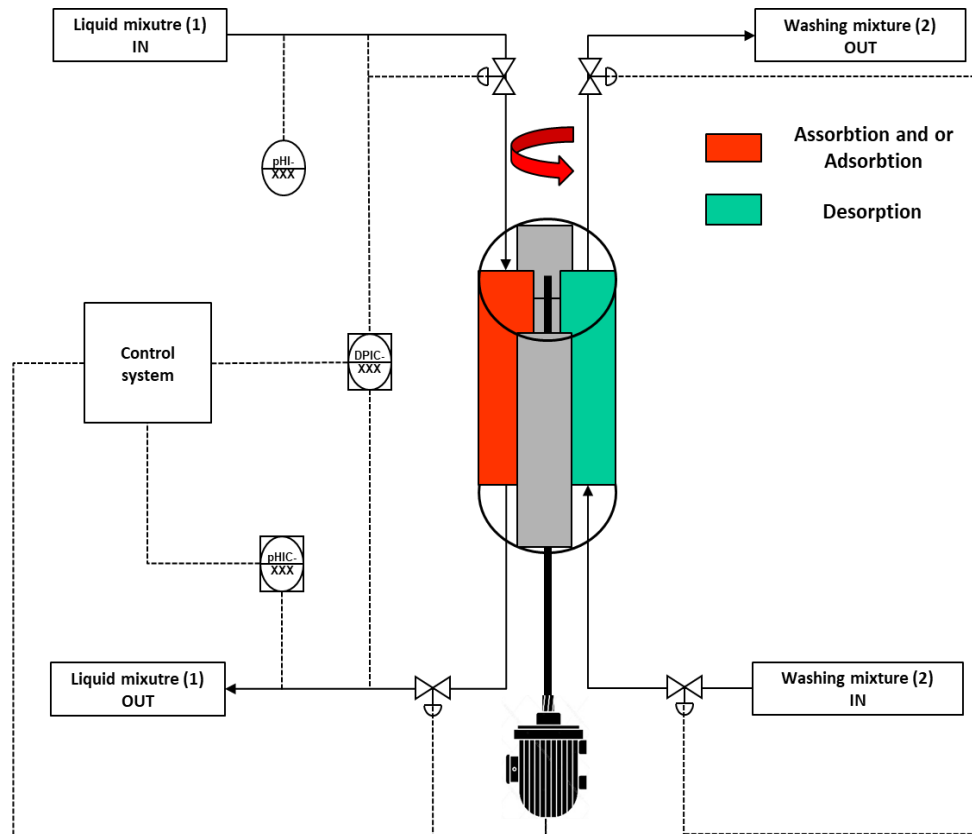 Liquid mixutre (1)
IN
Washing mixture (2)
OUT
pHI-
XXX
Assorbtion and or
Adsorbtion
Desorption
Control
system
DPIC-
XXX
pHIC-
XXX
Liquid mixutre (1)
OUT
Washing mixture (2)
IN